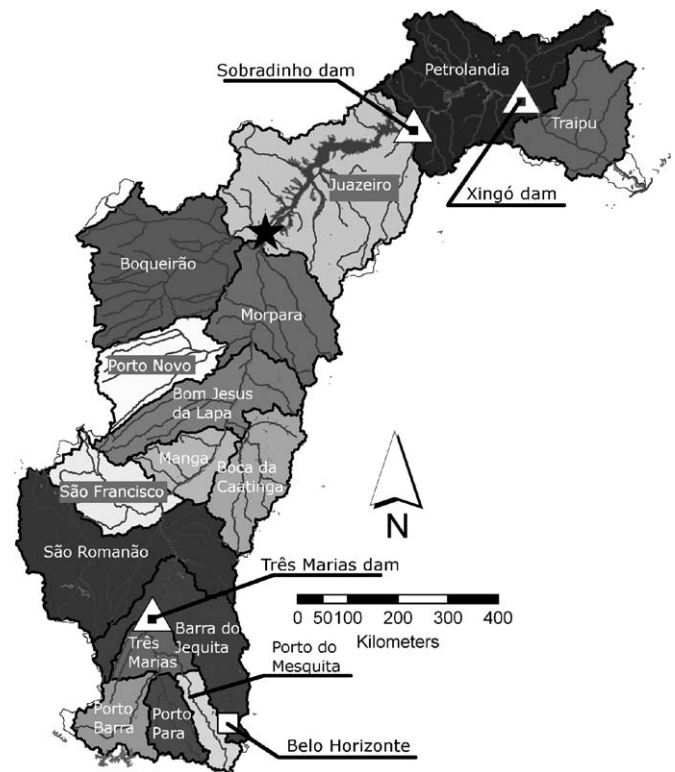 Sobradinho dam
Petrolandia
Traipu
Juazeiro
Xingó dam
Boqueirão
Morpara
Porto Novo
Bom Jesus
da Lapa
Manga
Boca da
Caatinga
São Francisco
N
São Romanão
Três Marias dam
0 50100 200 300 400
Kilometers
Barra do
Jequita
Três
Marias
Porto do
Mesquita
Porto
Barra
Porto
Para
Belo Horizonte